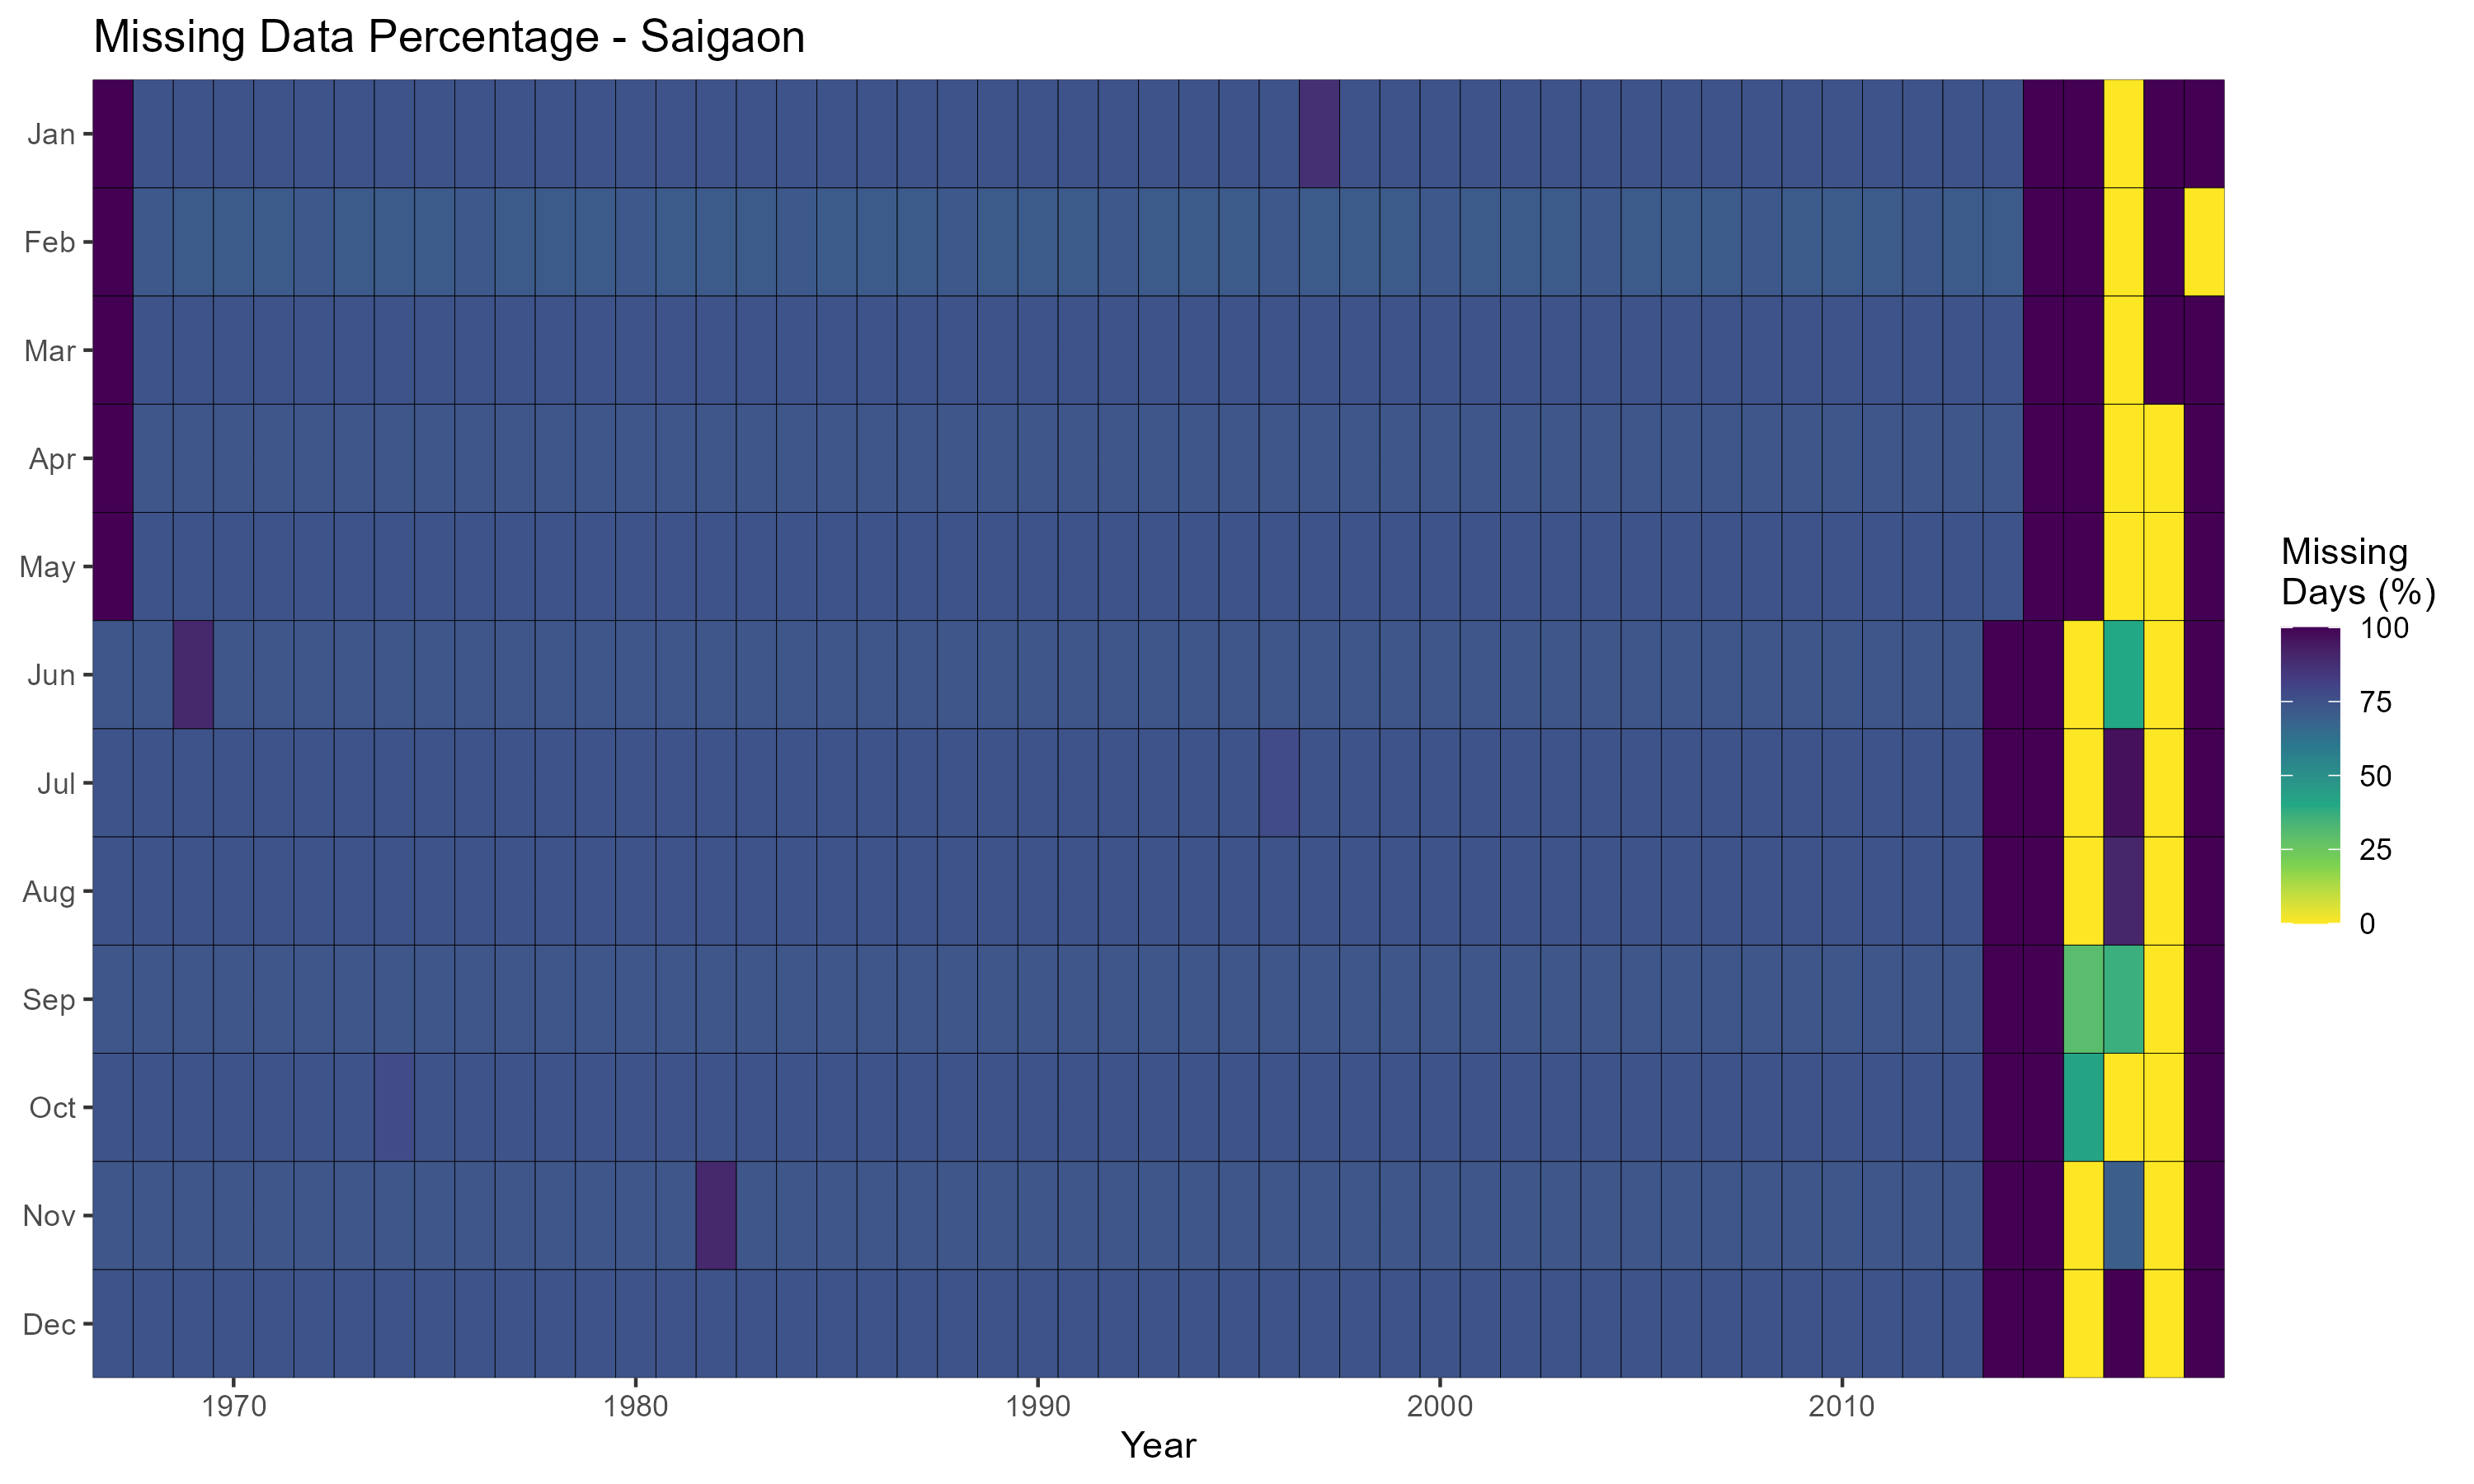 Missing Data Percentage - Saigaon
Jan
Feb
Mar
Apr
May
Jun
Jul
Aug
Sep
Oct
Nov
Dec
1970 1980 1990 2000 2010
Year
Missing
Days (%)
100
75
50
25
0